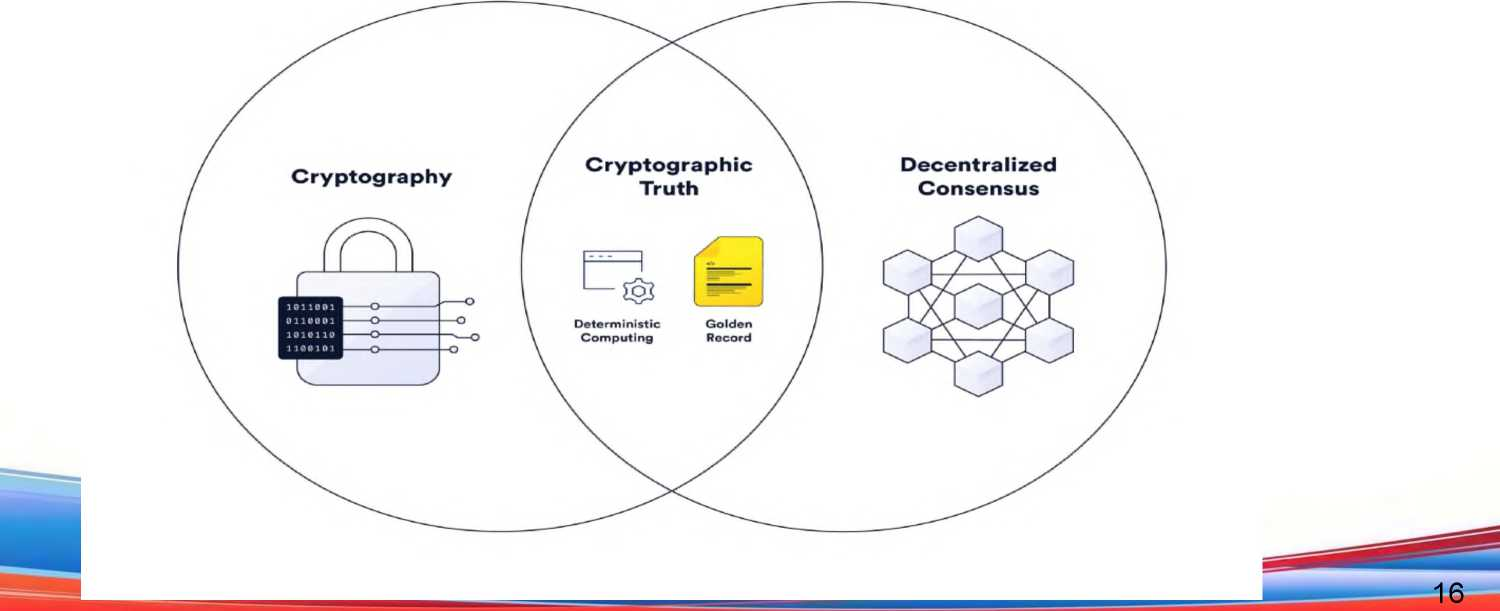 Cryptography
1011001
0110001
1010110
1100101
Cryptographic
Truth
Deterministic
Computing
Golden
Record
Decentralized
Consensus
16